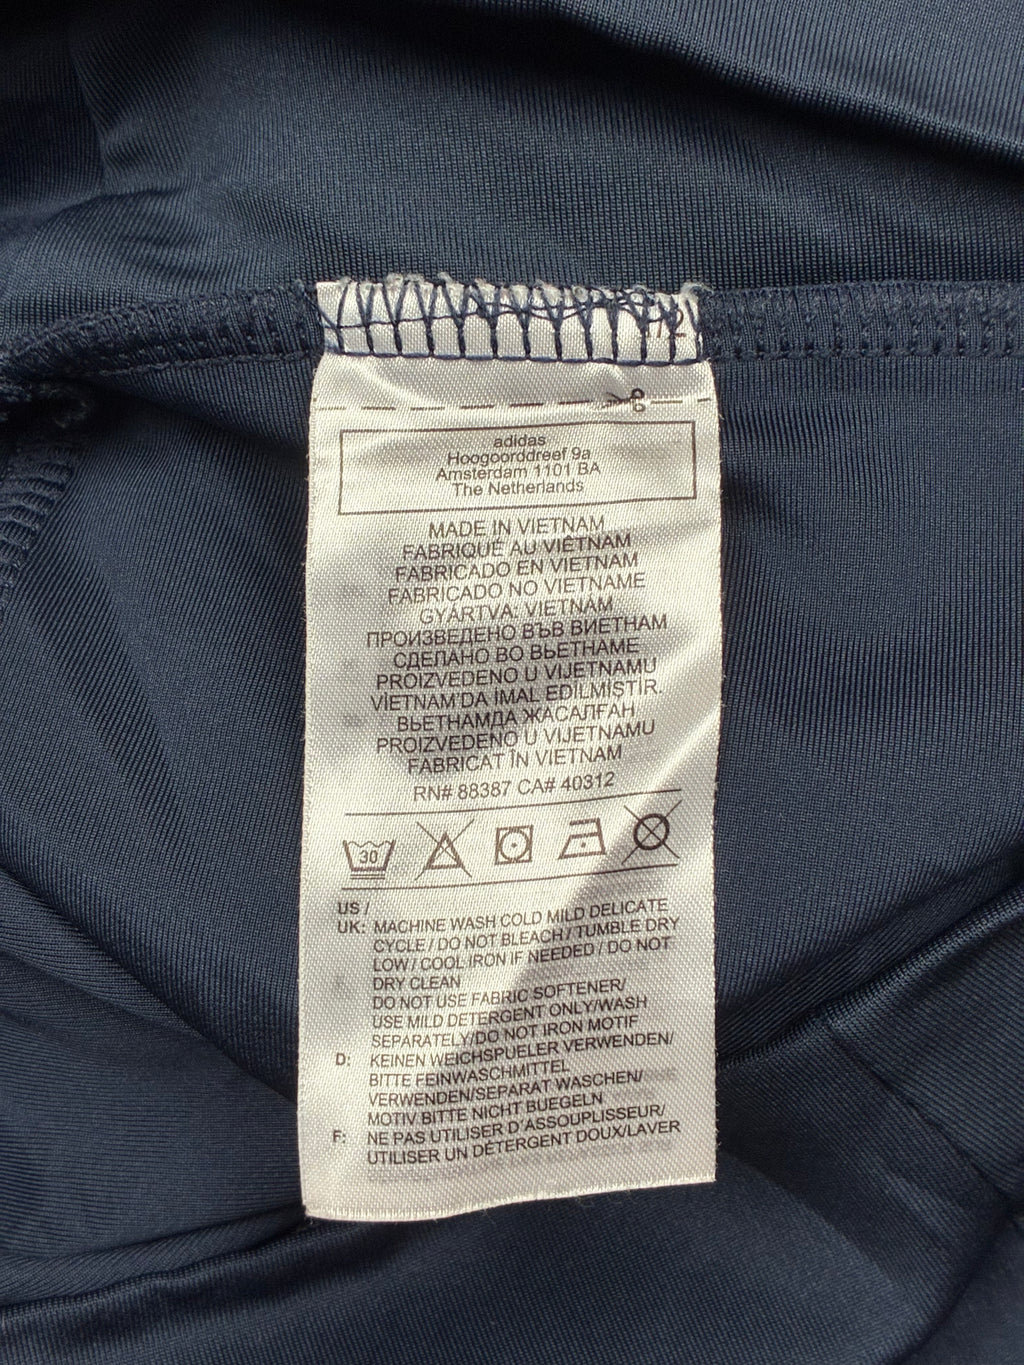 2
adidas
Hoogoorddreef 9a
Amsterdam 1101 BA
The Netherlands
MADE IN VIETNAM
FABRIQUÉ AU VIÊTNAM
FABRICADO EN VIETNAM
FABRICADO NO VIETNAME
GYÁRTVA: VIETNAM
ПРОИЗВЕДЕНО ВЪВ ВИЕТНАМ
СДЕЛАНО ВО ВЬЕТНАМЕ
PROIZVEDENO U VIJETNAMU
VİETNAM'DA IMAL EDİLMİŞTİR.
ВЬЕТНАМДА ЖАСАЛҒАН
PROIZVEDENO U VIJETNAMU
FABRICAT ÎN VIETNAM
RN# 88387 CA# 40312
30
US /
UK: MACHINE WASH COLD MILD DELICATE
CYCLE / DO NOT BLEACH / TUMBLE DRY
LOW / COOL IRON IF NEEDED / DO NOT
DRY CLEAN
DO NOT USE FABRIC SOFTENER/
USE MILD DETERGENT ONLY/WASH
SEPARATELY/DO NOT IRON MOTIF
D: KEINEN WEICHSPUELER VERWENDEN/
BITTE FEINWASCHMITTEL
VERWENDEN/SEPARAT WASCHEN/
MOTIV BITTE NICHT BUEGELN
F: NE PAS UTILISER D'ASSOUPLISSEUR/
UTILISER UN DÉTERGENT DOUX/LAVER